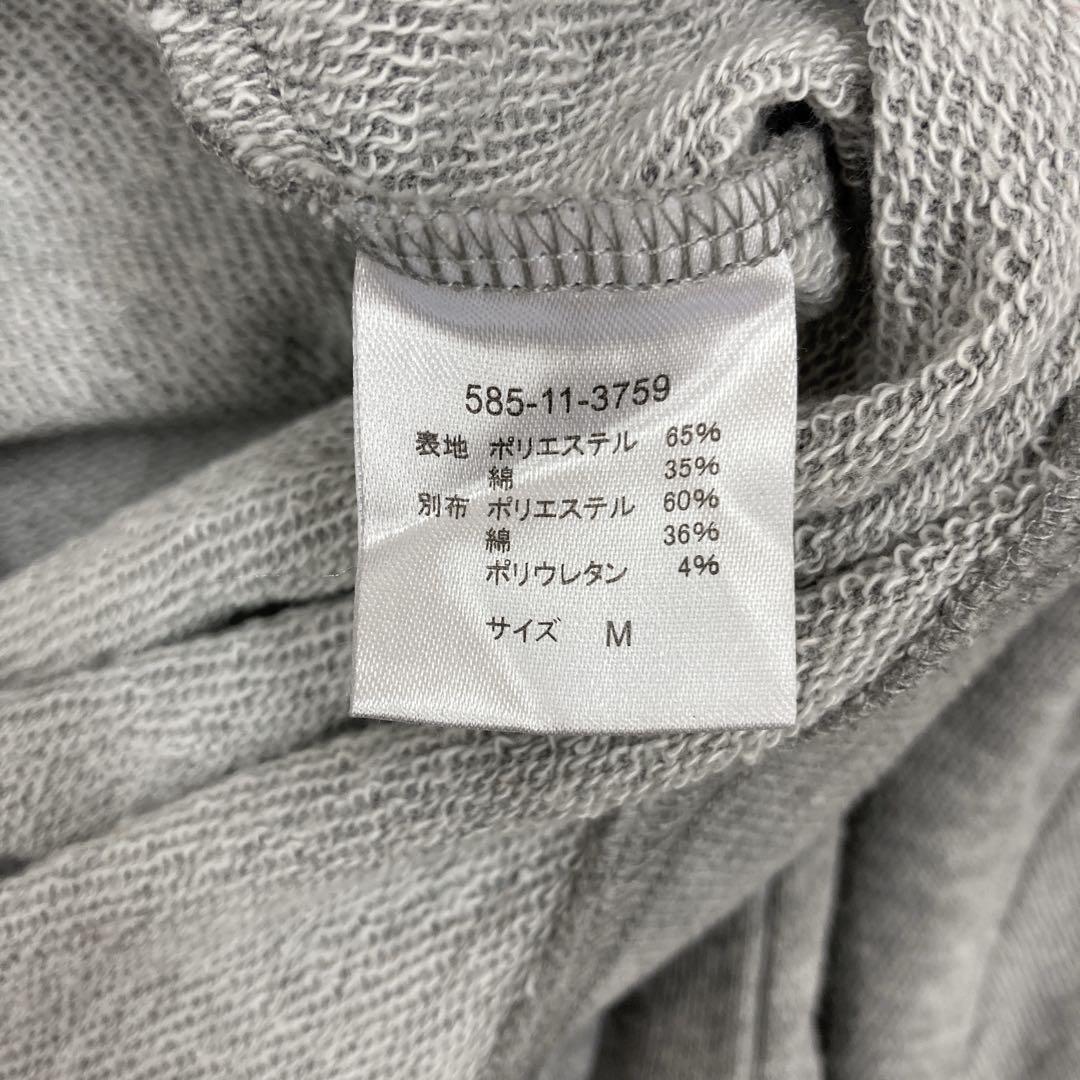 585-11-3759
表地 ポリエステル 65%
綿 35%
別布 ポリエステル 60%
綿 36%
ポリウレタン 4%
サイズ M